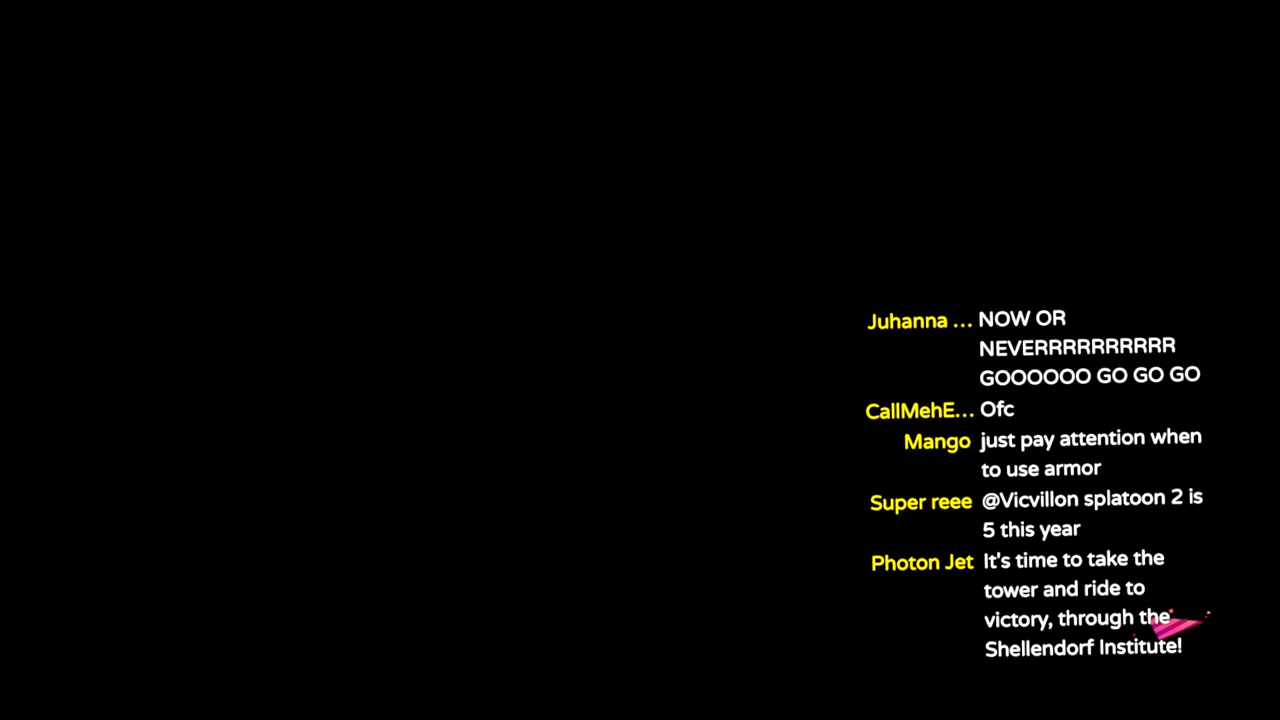 Juhanna ... NOW OR
NEVERRRRRRRRRR
GOOOOOO GO GO GO
CallMehE... Ofc
Mango just pay attention when
to use armor
Super reee @Vicvillon splatoon 2 is
5 this year
Photon Jet It's time to take the
tower and ride to
victory, through the
Shellendorf Institute!